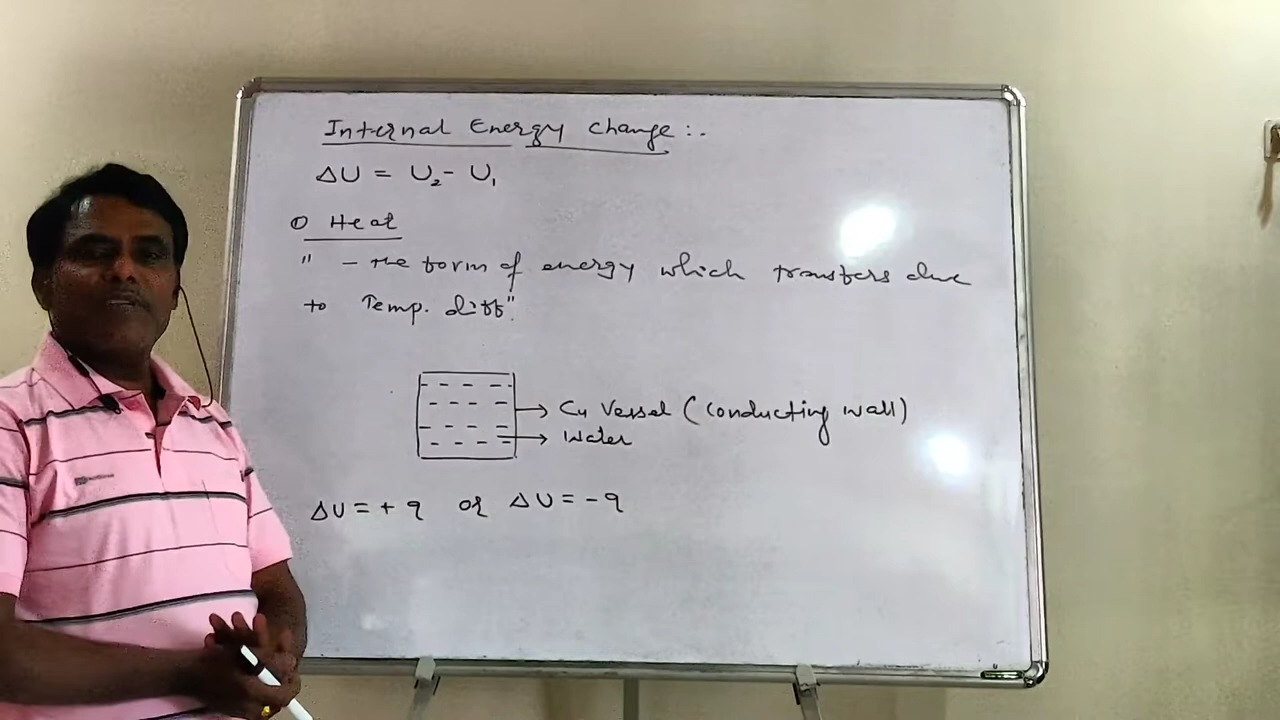 Internal Energy change :-
ΔU = U₂ - U₁
① Heat
" - the form of energy which transfers due
to Temp. diff".
→ Cu Vessel (Conducting wall)
→ Water
ΔU = + q or ΔU = - q